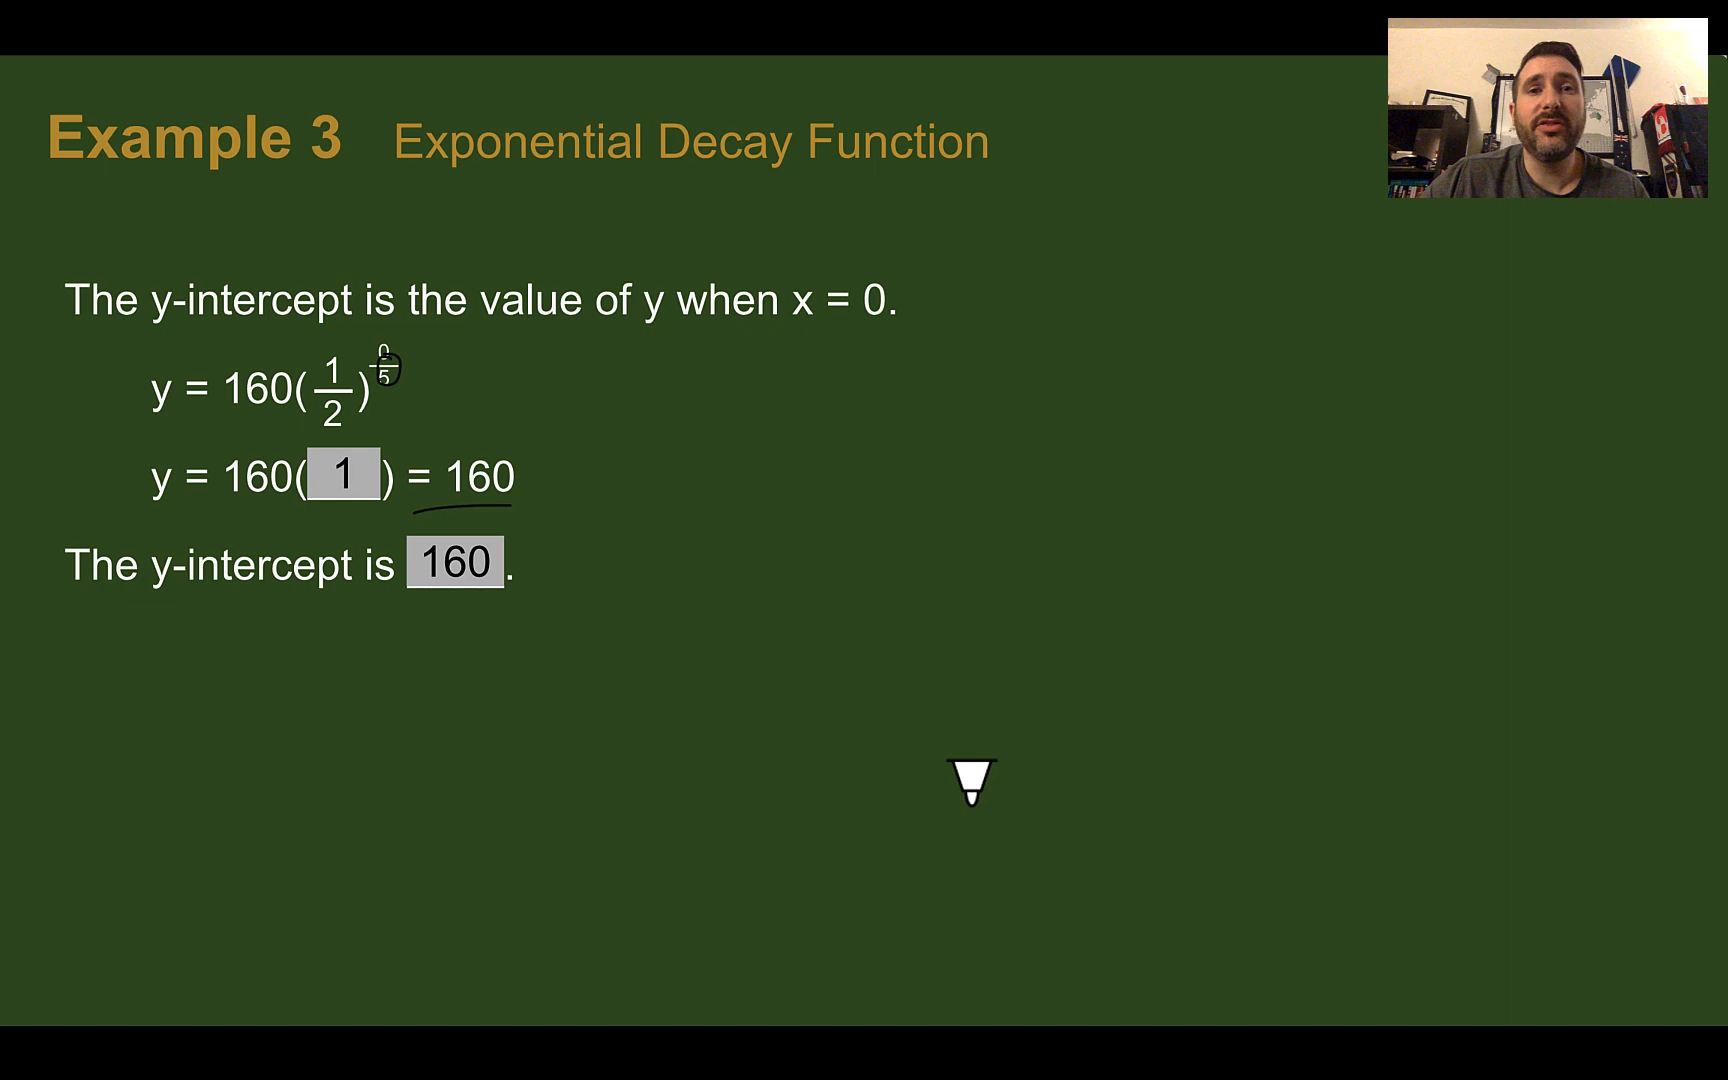 Example 3 Exponential Decay Function
The y-intercept is the value of y when x = 0.
y = 160(1/2)^(0/5)
y = 160( 1 ) = 160
The y-intercept is 160.